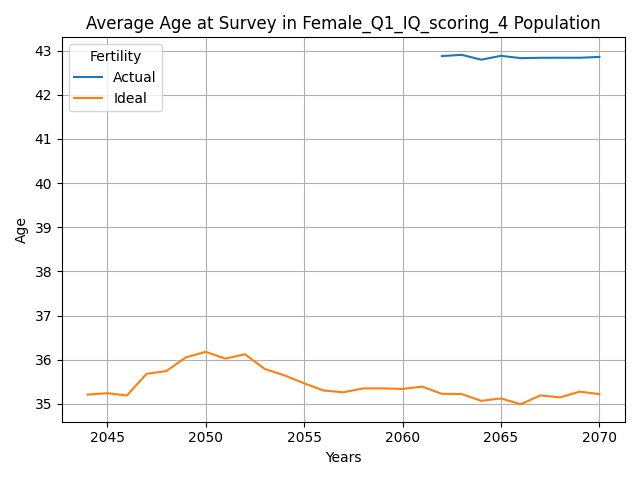 Average Age at Survey in Female_Q1_IQ_scoring_4 Population
Fertility
Actual
Ideal
Age
43
42
41
40
39
38
37
36
35
2045
2050
2055
2060
2065
2070
Years